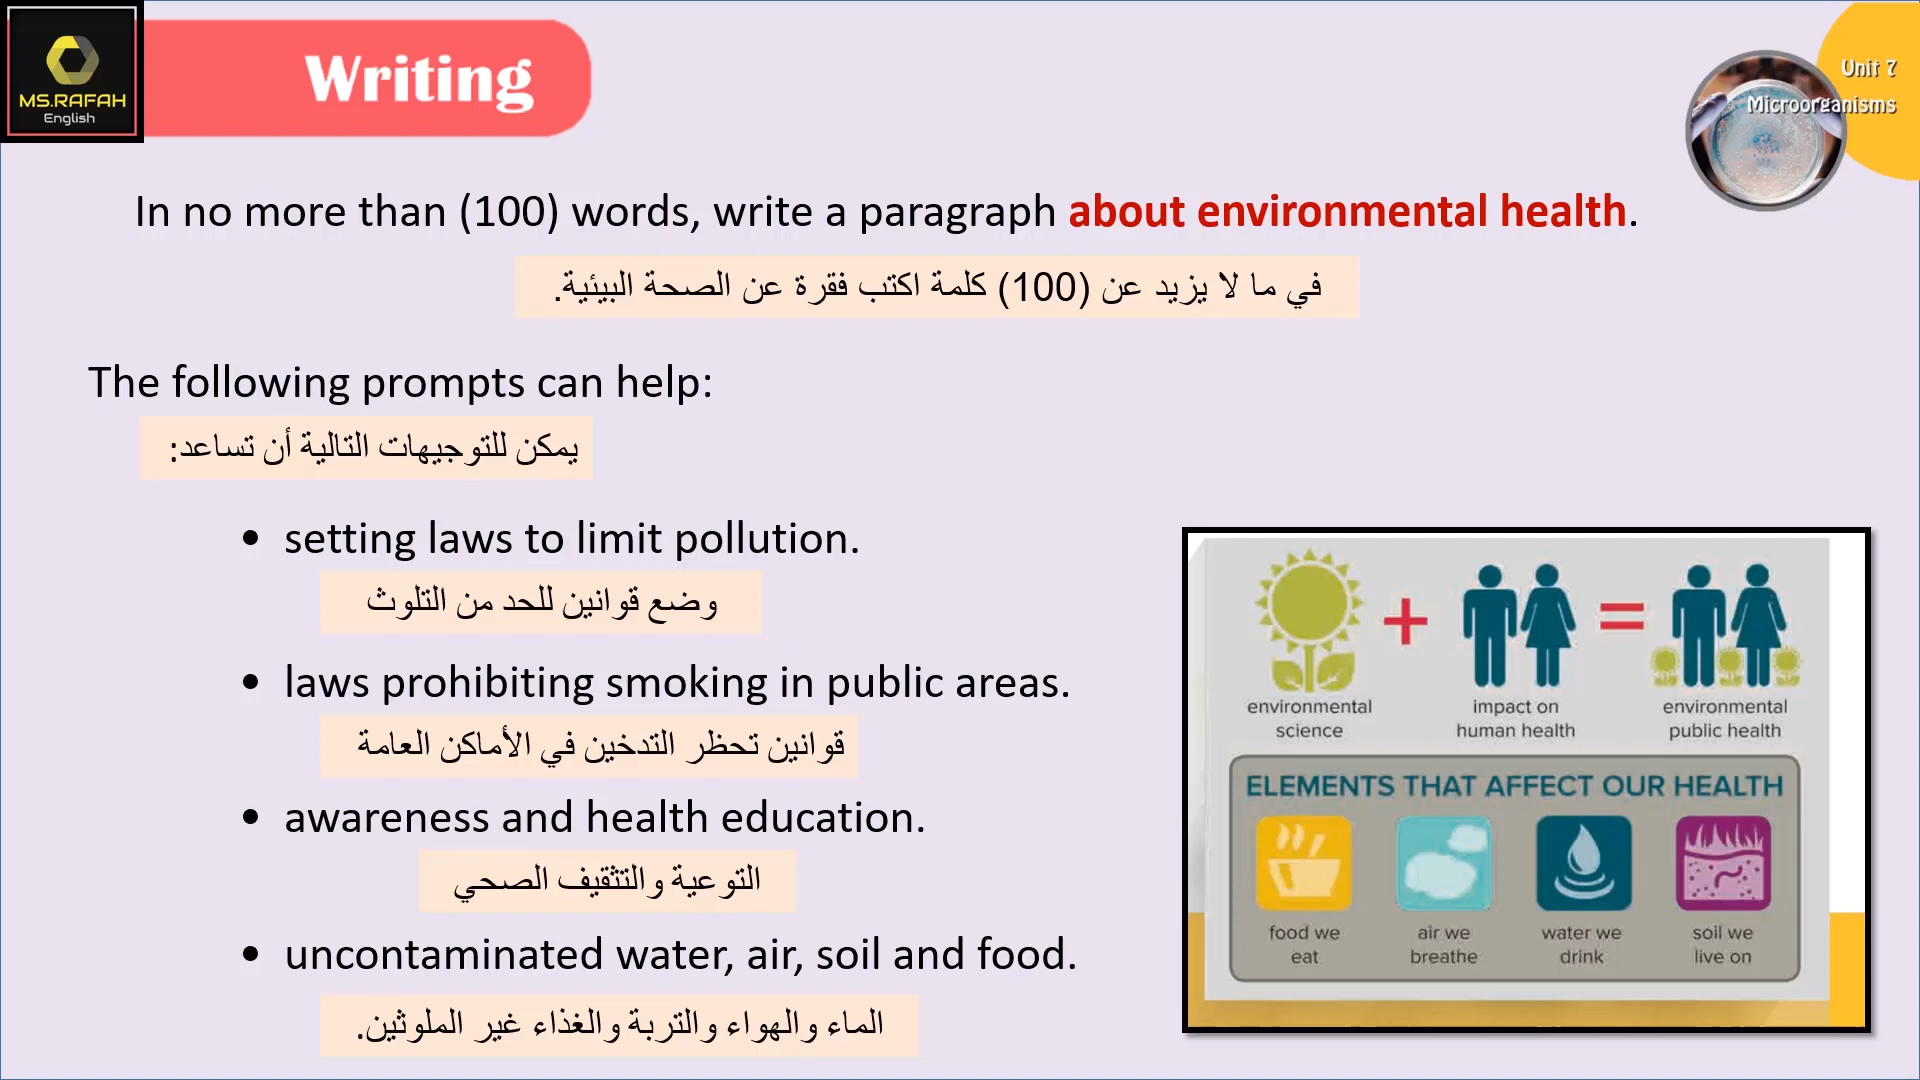 MS.RAFAH
English
Writing
Unit 7
Microorganisms
In no more than (100) words, write a paragraph about environmental health.
في ما لا يزيد عن (100) كلمة اكتب فقرة عن الصحة البيئية.
The following prompts can help:
يمكن للتوجيهات التالية أن تساعد:
• setting laws to limit pollution.
وضع قوانين للحد من التلوث
• laws prohibiting smoking in public areas.
قوانين تحظر التدخين في الأماكن العامة
• awareness and health education.
التوعية والتثقيف الصحي
• uncontaminated water, air, soil and food.
الماء والهواء والتربة والغذاء غير الملوثين.
+
=
environmental
science
impact on
human health
environmental
public health
ELEMENTS THAT AFFECT OUR HEALTH
food we
eat
air we
breathe
water we
drink
soil we
live on